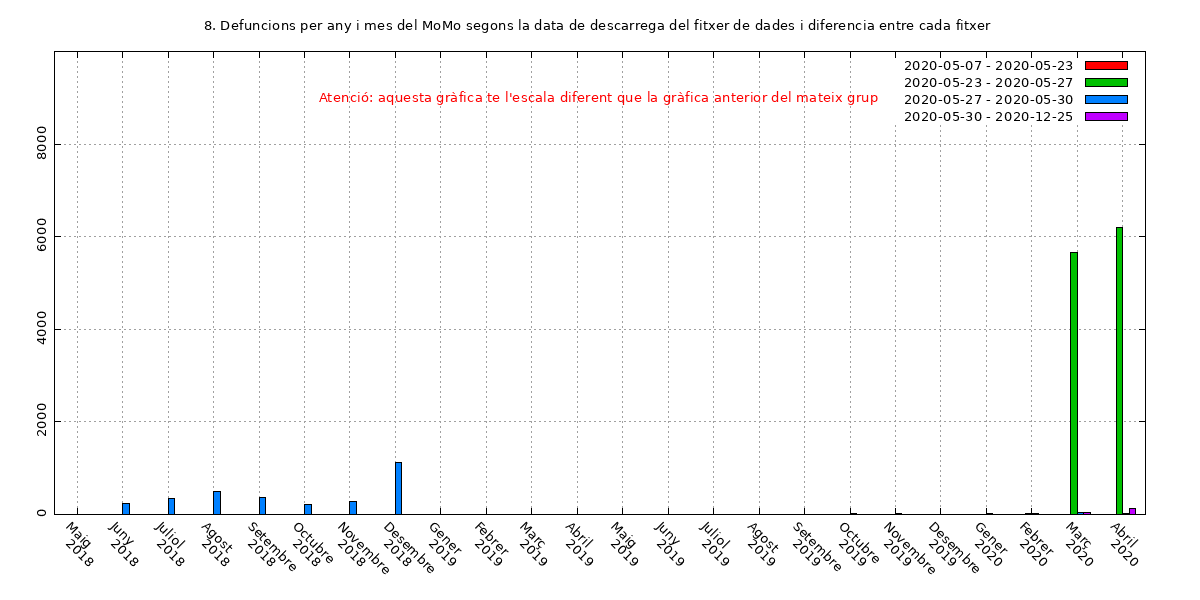 8. Defuncions per any i mes del MoMo segons la data de descarrega del fitxer de dades i diferencia entre cada fitxer
2020-05-07 - 2020-05-23
2020-05-23 - 2020-05-27
Atenció: aquesta gràfica te l'escala diferent que la gràfica anterior del mateix grup
2020-05-27 - 2020-05-30
2020-05-30 - 2020-12-25
8000
6000
4000
2000
0
Maig
2018
Juny
2018
Juliol
2018
Agost
2018
Setembre
2018
Octubre
2018
Novembre
2018
Desembre
2018
Gener
2019
Febrer
2019
Març
2019
Abril
2019
Maig
2019
Juny
2019
Juliol
2019
Agost
2019
Setembre
2019
Octubre
2019
Novembre
2019
Desembre
2019
Gener
2020
Febrer
2020
Març
2020
Abril
2020